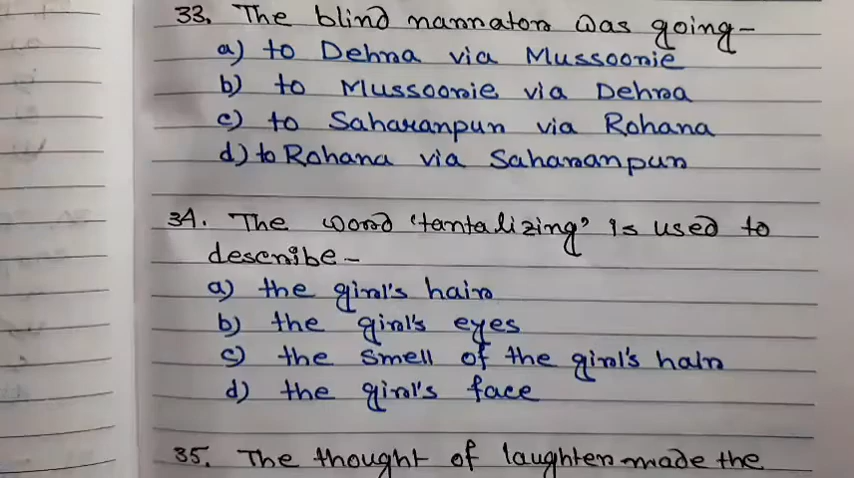 33. The blind narrator was going-
a) to Dehra via Mussoorie
b) to Mussoorie via Dehra
c) to Saharanpur via Rohana
d) to Rohana via Saharanpur
34. The word 'tantalizing' is used to
describe-
a) the girl's hair
b) the girl's eyes
c) the smell of the girl's hair
d) the girl's face
35. The thought of laughter made the